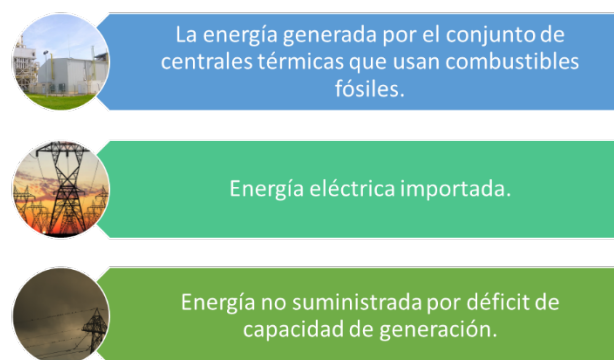 La energía generada por el conjunto de
centrales térmicas que usan combustibles
fósiles.
Energía eléctrica importada.
Energía no suministrada por déficit de
capacidad de generación.